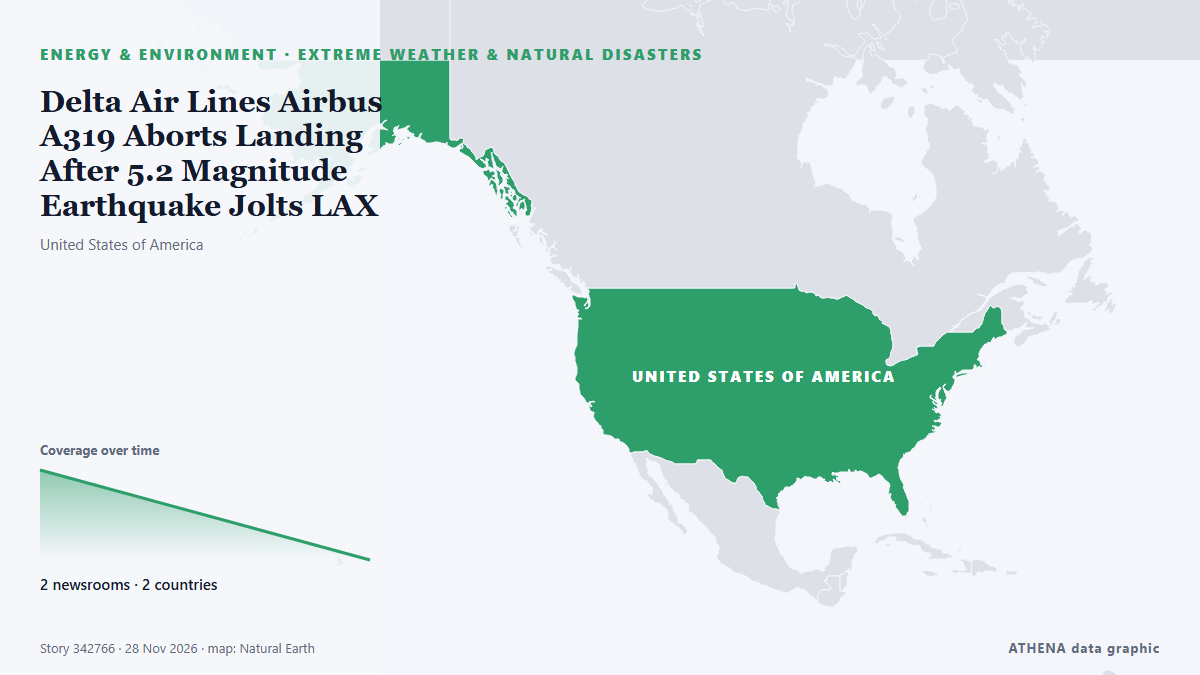 ENERGY & ENVIRONMENT · EXTREME WEATHER & NATURAL DISASTERS
Delta Air Lines Airbus
A319 Aborts Landing
After 5.2 Magnitude
Earthquake Jolts LAX
United States of America
UNITED STATES OF AMERICA
Coverage over time
2 newsrooms · 2 countries
Story 342766 · 28 Nov 2026 · map: Natural Earth
ATHENA data graphic